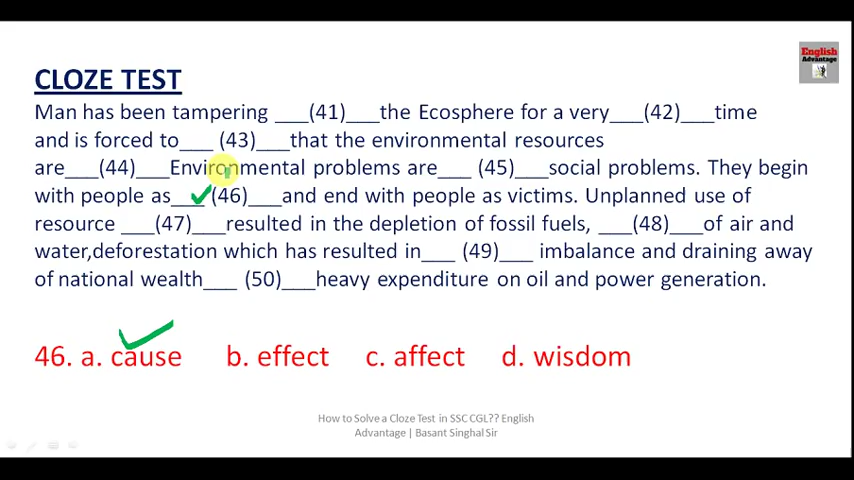 English
Advantage
CLOZE TEST
Man has been tampering ___(41)___the Ecosphere for a very___(42)___time
and is forced to___ (43)___that the environmental resources
are___(44)___Environmental problems are___ (45)___social problems. They begin
with people as___ (46)___and end with people as victims. Unplanned use of
resource ___(47)___resulted in the depletion of fossil fuels, ___(48)___of air and
water,deforestation which has resulted in___ (49)___ imbalance and draining away
of national wealth___ (50)___heavy expenditure on oil and power generation.
46. a. cause b. effect c. affect d. wisdom
How to Solve a Cloze Test in SSC CGL?? English
Advantage | Basant Singhal Sir